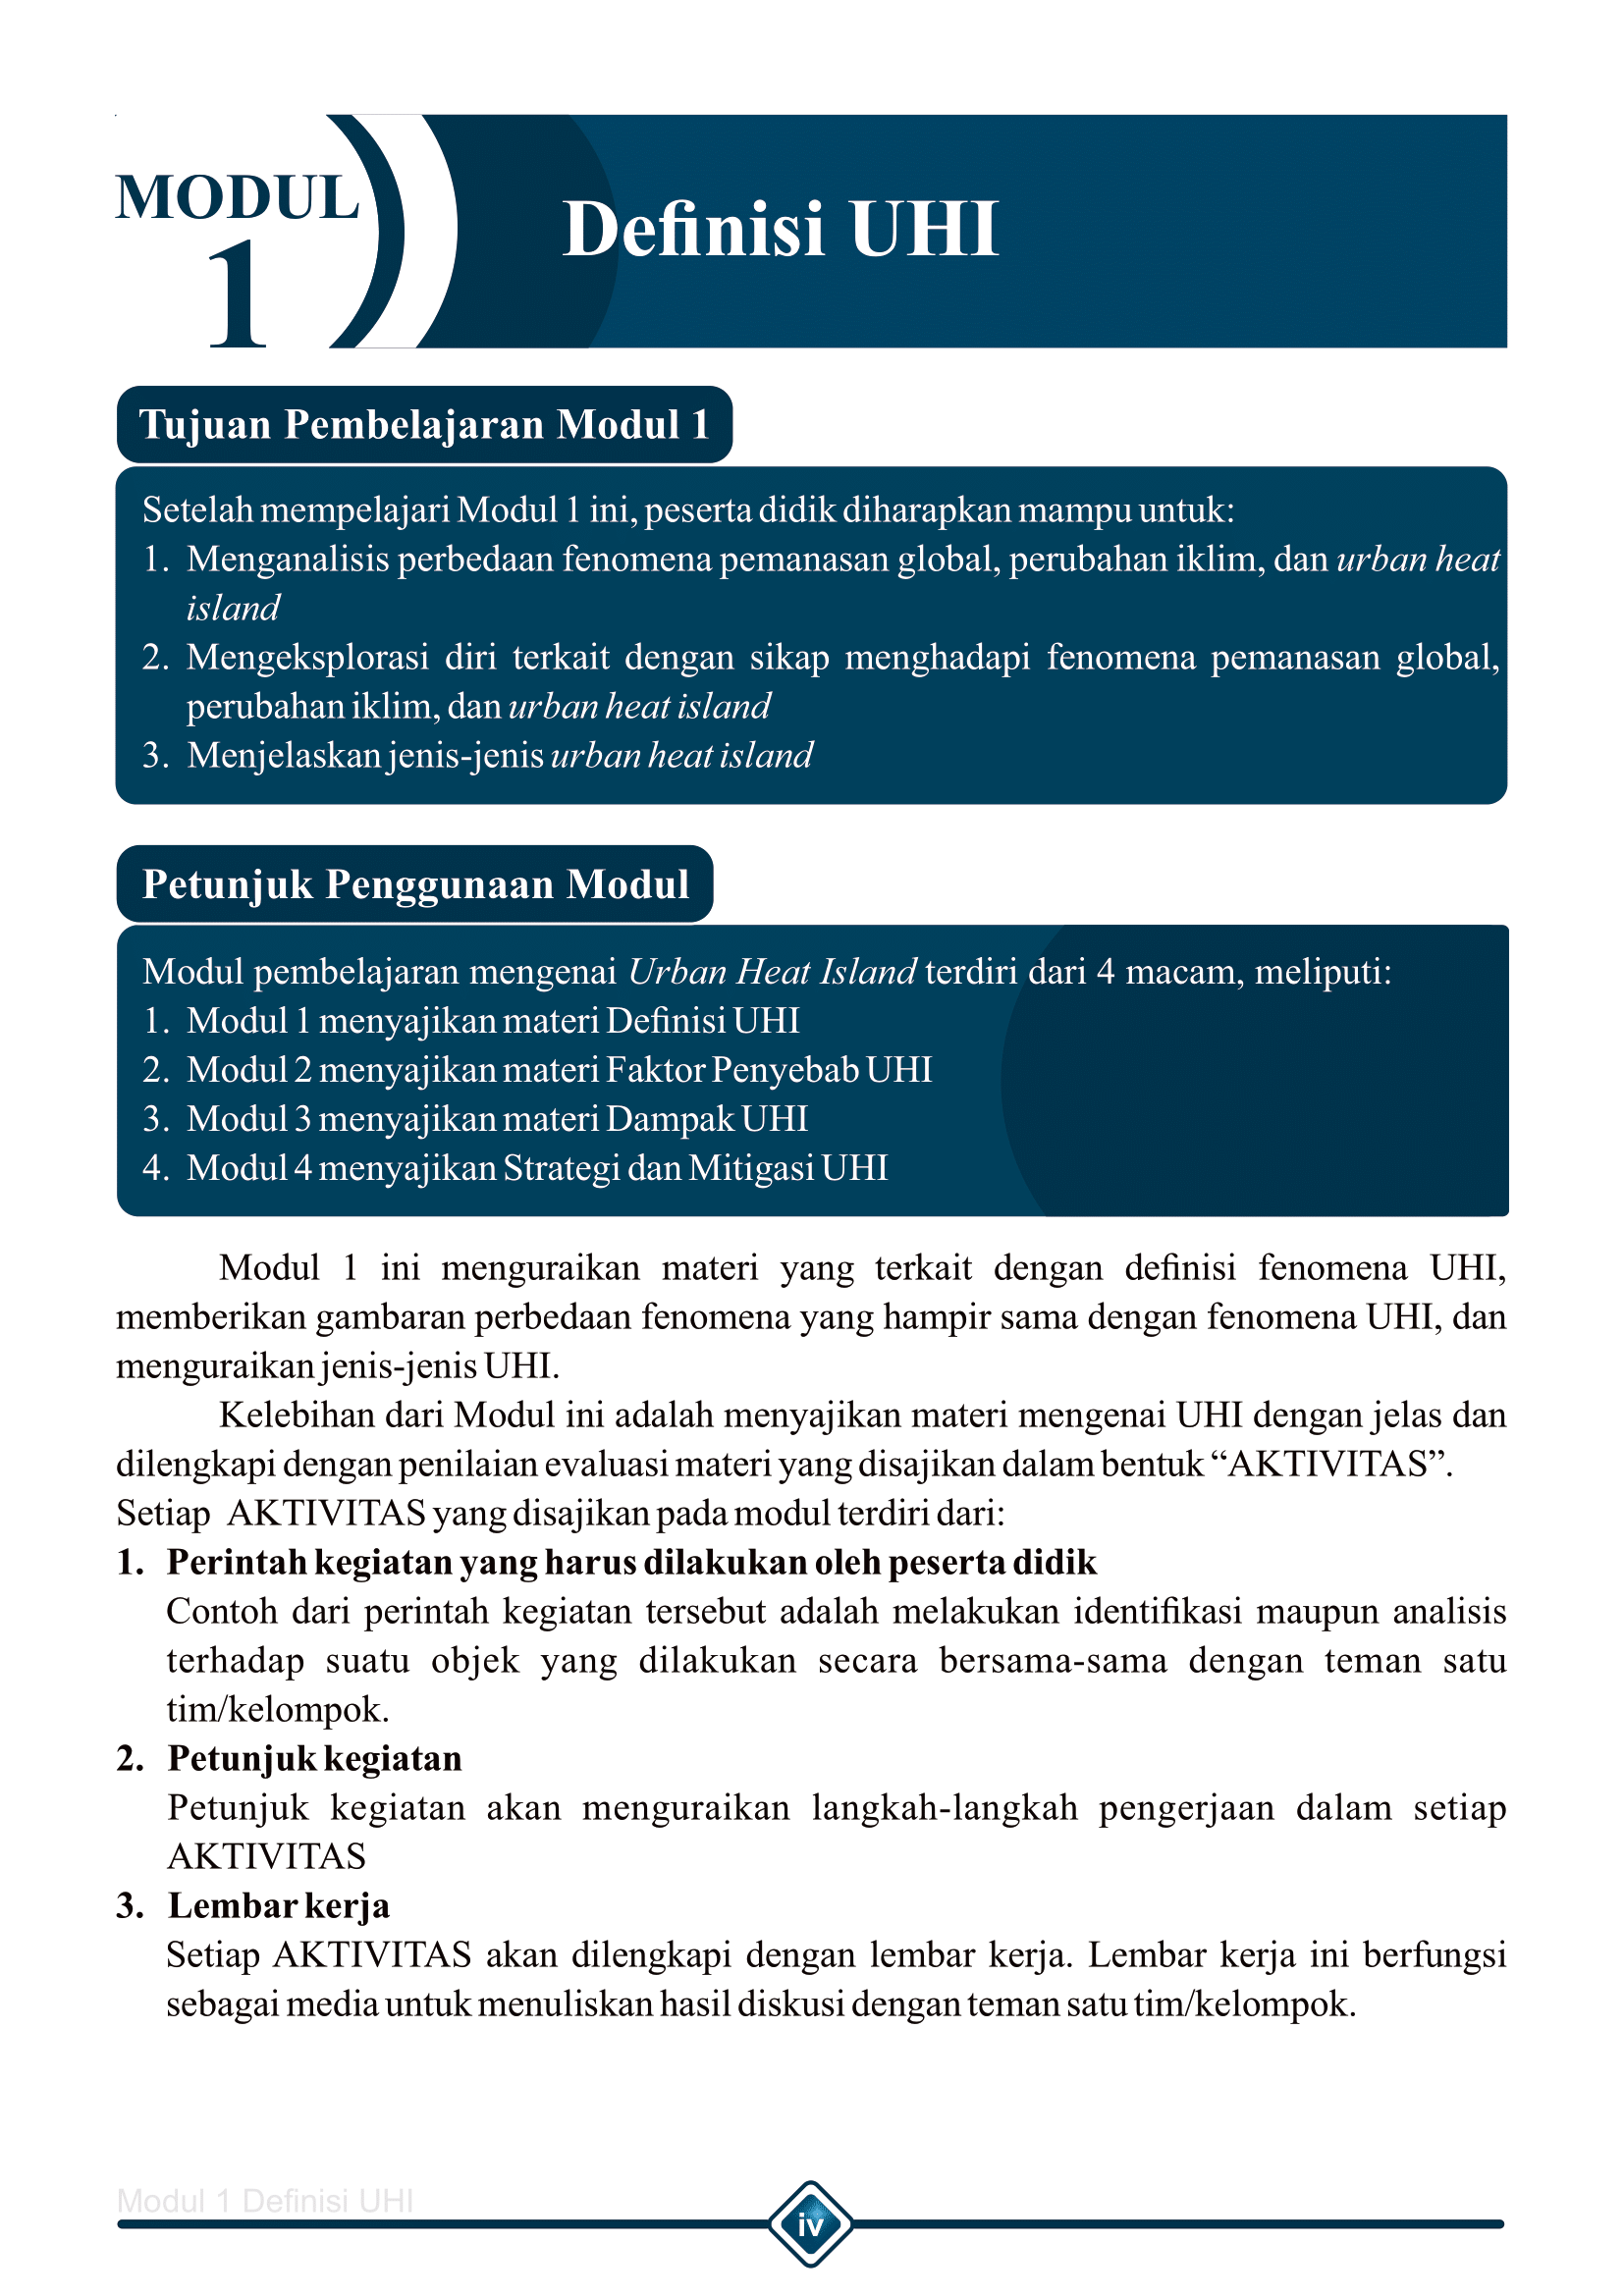 MODUL
1
Definisi UHI
Tujuan Pembelajaran Modul 1
Setelah mempelajari Modul 1 ini, peserta didik diharapkan mampu untuk:
1. Menganalisis perbedaan fenomena pemanasan global, perubahan iklim, dan urban heat
island
2. Mengeksplorasi diri terkait dengan sikap menghadapi fenomena pemanasan global,
perubahan iklim, dan urban heat island
3. Menjelaskan jenis-jenis urban heat island
Petunjuk Penggunaan Modul
Modul pembelajaran mengenai Urban Heat Island terdiri dari 4 macam, meliputi:
1. Modul 1 menyajikan materi Definisi UHI
2. Modul 2 menyajikan materi Faktor Penyebab UHI
3. Modul 3 menyajikan materi Dampak UHI
4. Modul 4 menyajikan Strategi dan Mitigasi UHI
Modul 1 ini menguraikan materi yang terkait dengan definisi fenomena UHI,
memberikan gambaran perbedaan fenomena yang hampir sama dengan fenomena UHI, dan
menguraikan jenis-jenis UHI.
Kelebihan dari Modul ini adalah menyajikan materi mengenai UHI dengan jelas dan
dilengkapi dengan penilaian evaluasi materi yang disajikan dalam bentuk “AKTIVITAS”.
Setiap AKTIVITAS yang disajikan pada modul terdiri dari:
1. Perintah kegiatan yang harus dilakukan oleh peserta didik
Contoh dari perintah kegiatan tersebut adalah melakukan identifikasi maupun analisis
terhadap suatu objek yang dilakukan secara bersama-sama dengan teman satu
tim/kelompok.
2. Petunjuk kegiatan
Petunjuk kegiatan akan menguraikan langkah-langkah pengerjaan dalam setiap
AKTIVITAS
3. Lembar kerja
Setiap AKTIVITAS akan dilengkapi dengan lembar kerja. Lembar kerja ini berfungsi
sebagai media untuk menuliskan hasil diskusi dengan teman satu tim/kelompok.
Modul 1 Definisi UHI
iv